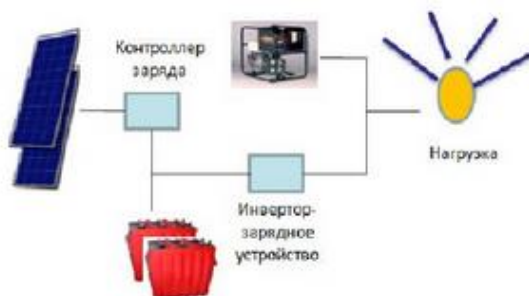 Контроллер
заряда
Нагрузка
Инвертор-
зарядное
устройство